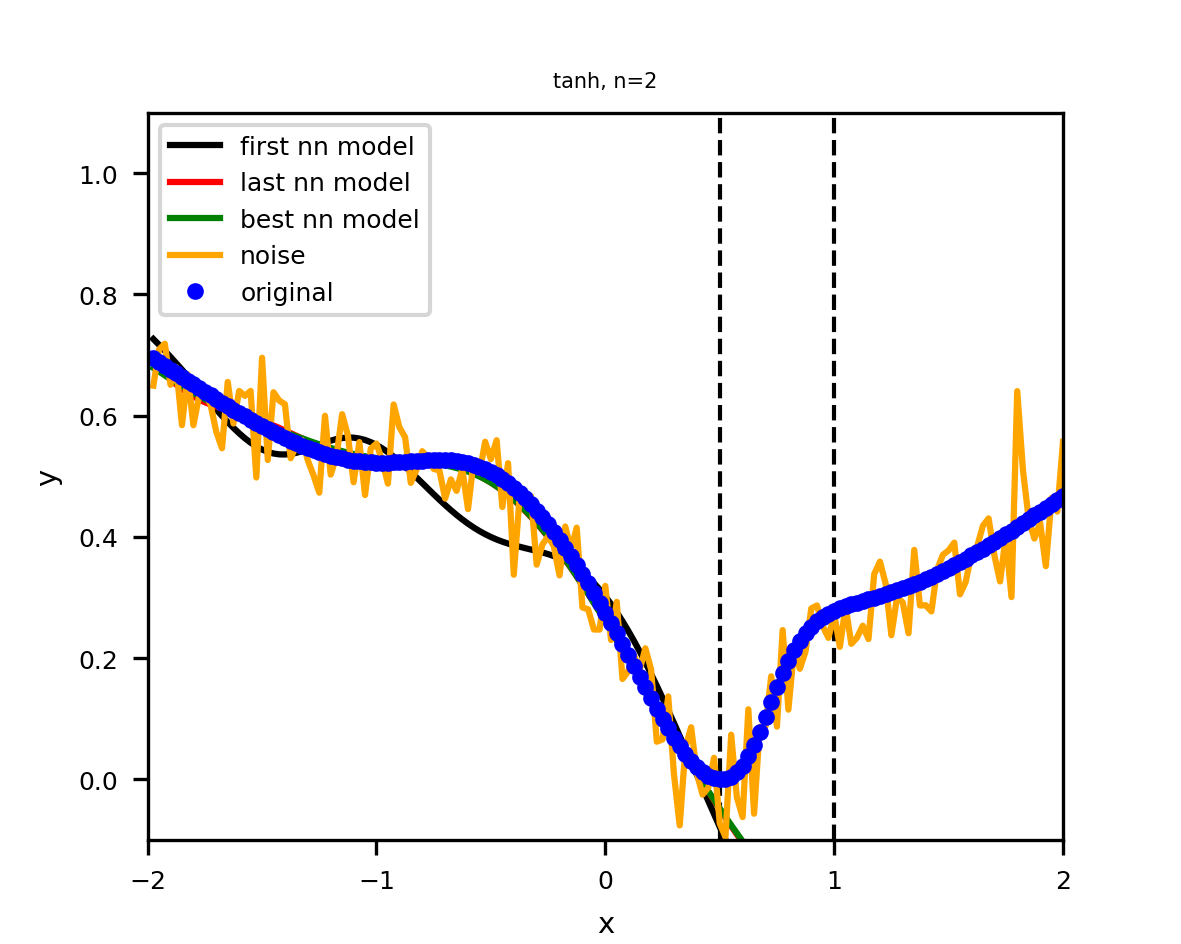 tanh, n=2
first nn model
last nn model
best nn model
noise
original
1.0
0.8
0.6
0.4
0.2
0.0
y
−2
−1
0
1
2
x